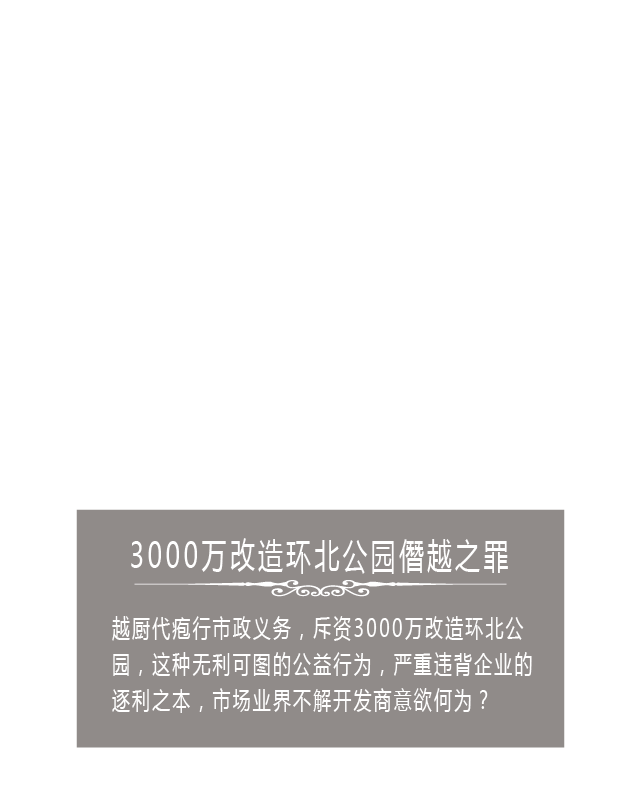 3000万改造环北公园僭越之罪
越厨代疱行市政义务，斥资3000万改造环北公
园，这种无利可图的公益行为，严重违背企业的
逐利之本，市场业界不解开发商意欲何为？